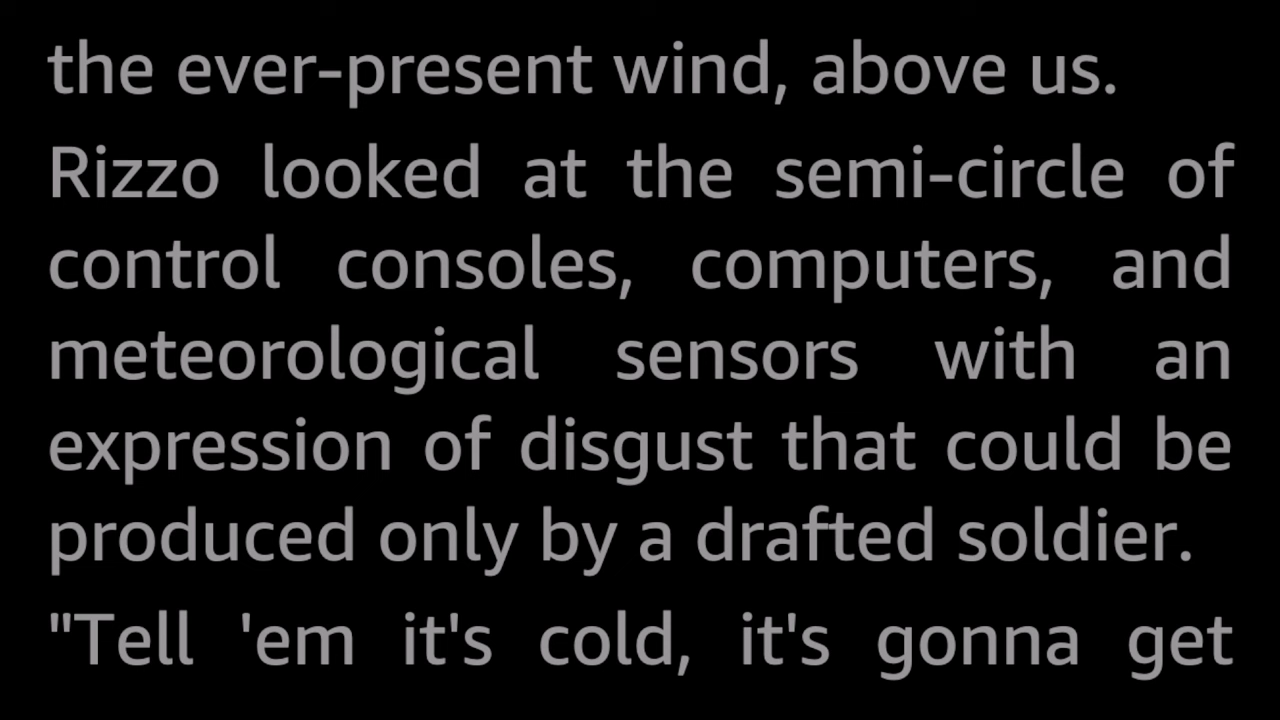 the ever-present wind, above us.
Rizzo looked at the semi-circle of
control consoles, computers, and
meteorological sensors with an
expression of disgust that could be
produced only by a drafted soldier.
"Tell 'em it's cold, it's gonna get